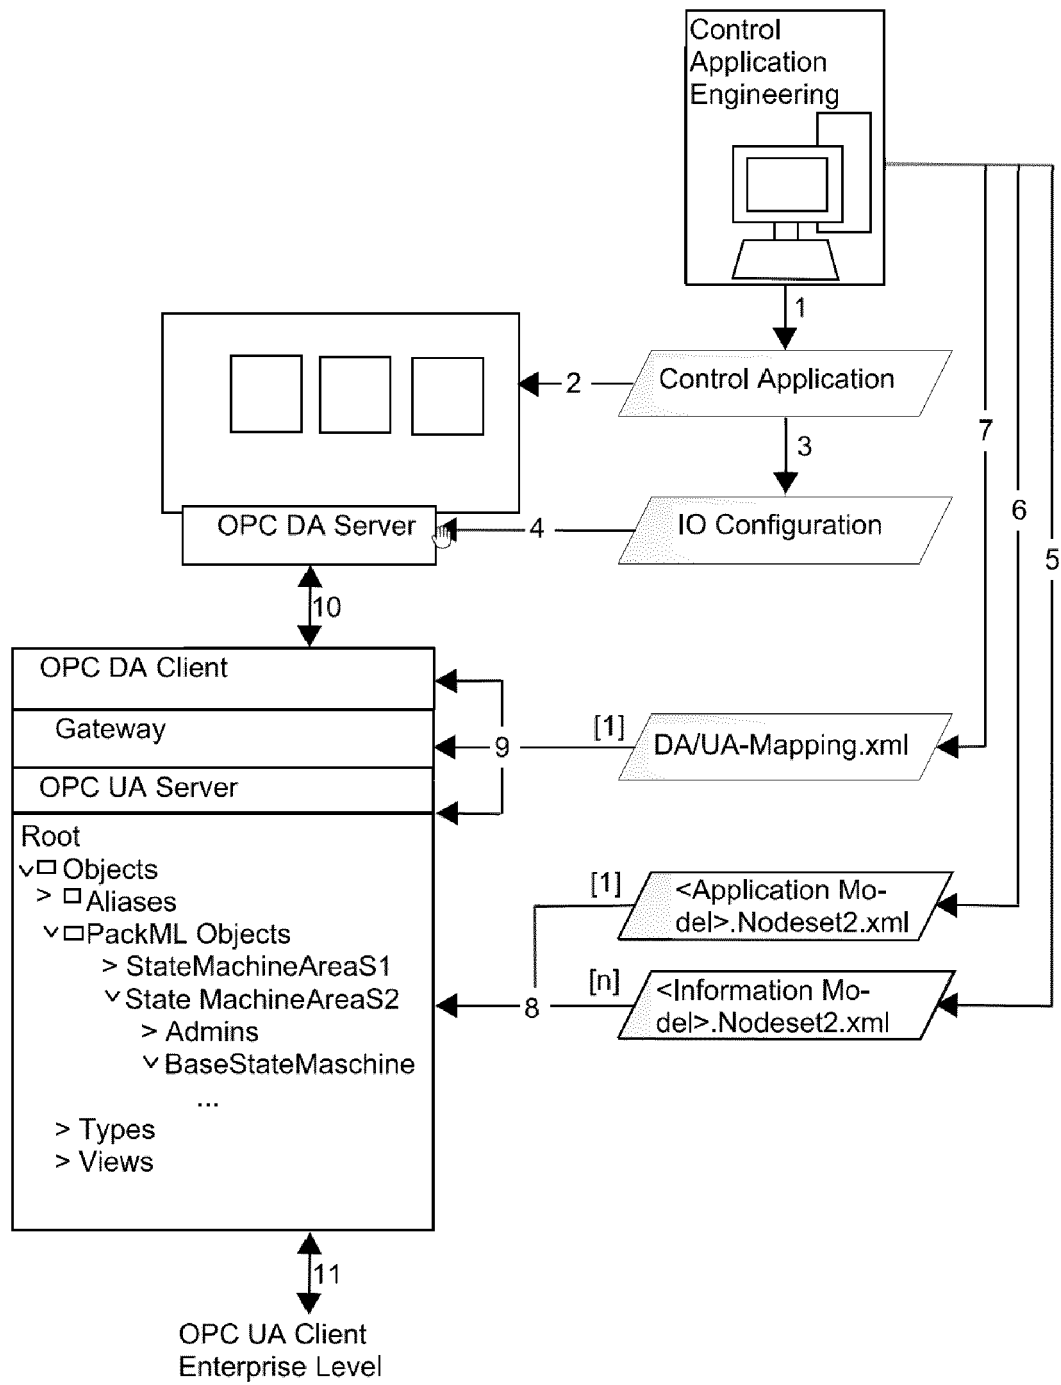 Control
Application
Engineering
1
2
Control Application
3
7
OPC DA Server
4
IO Configuration
6
5
10
OPC DA Client
Gateway
9
[1]
DA/UA-Mapping.xml
OPC UA Server
Root
Objects
> Aliases
PackML Objects
> StateMachineAreaS1
State MachineAreaS2
> Admins
BaseStateMaschine
...
> Types
> Views
[1]
<Application Mo-
del>.Nodeset2.xml
8
[n]
<Information Mo-
del>.Nodeset2.xml
11
OPC UA Client
Enterprise Level